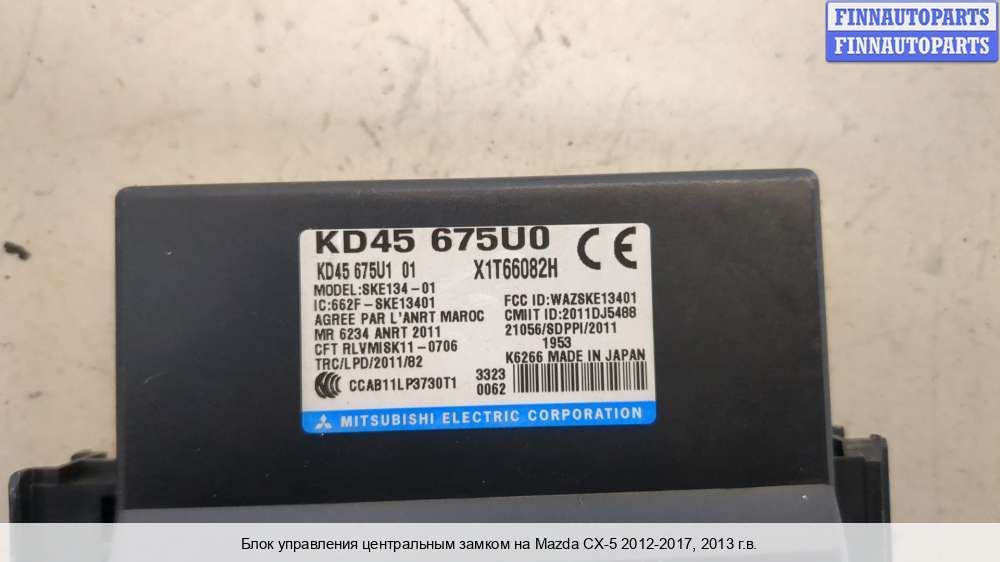 FINNAUTOPARTS
FINNAUTOPARTS
KD45 675U0
KD45 675U1 01 X1T66082H
MODEL:SKE134-01
IC:662F-SKE13401 FCC ID:WAZSKE13401
AGREE PAR L'ANRT MAROC CMIIT ID:2011DJ5488
MR 6234 ANRT 2011 21056/SDPPI/2011
CFT RLVMISK11-0706 1953
TRC/LPD/2011/82 K6266 MADE IN JAPAN
CCC CCAB11LP3730T1 3323
0062
MITSUBISHI ELECTRIC CORPORATION
Блок управления центральным замком на Mazda CX-5 2012-2017, 2013 г.в.